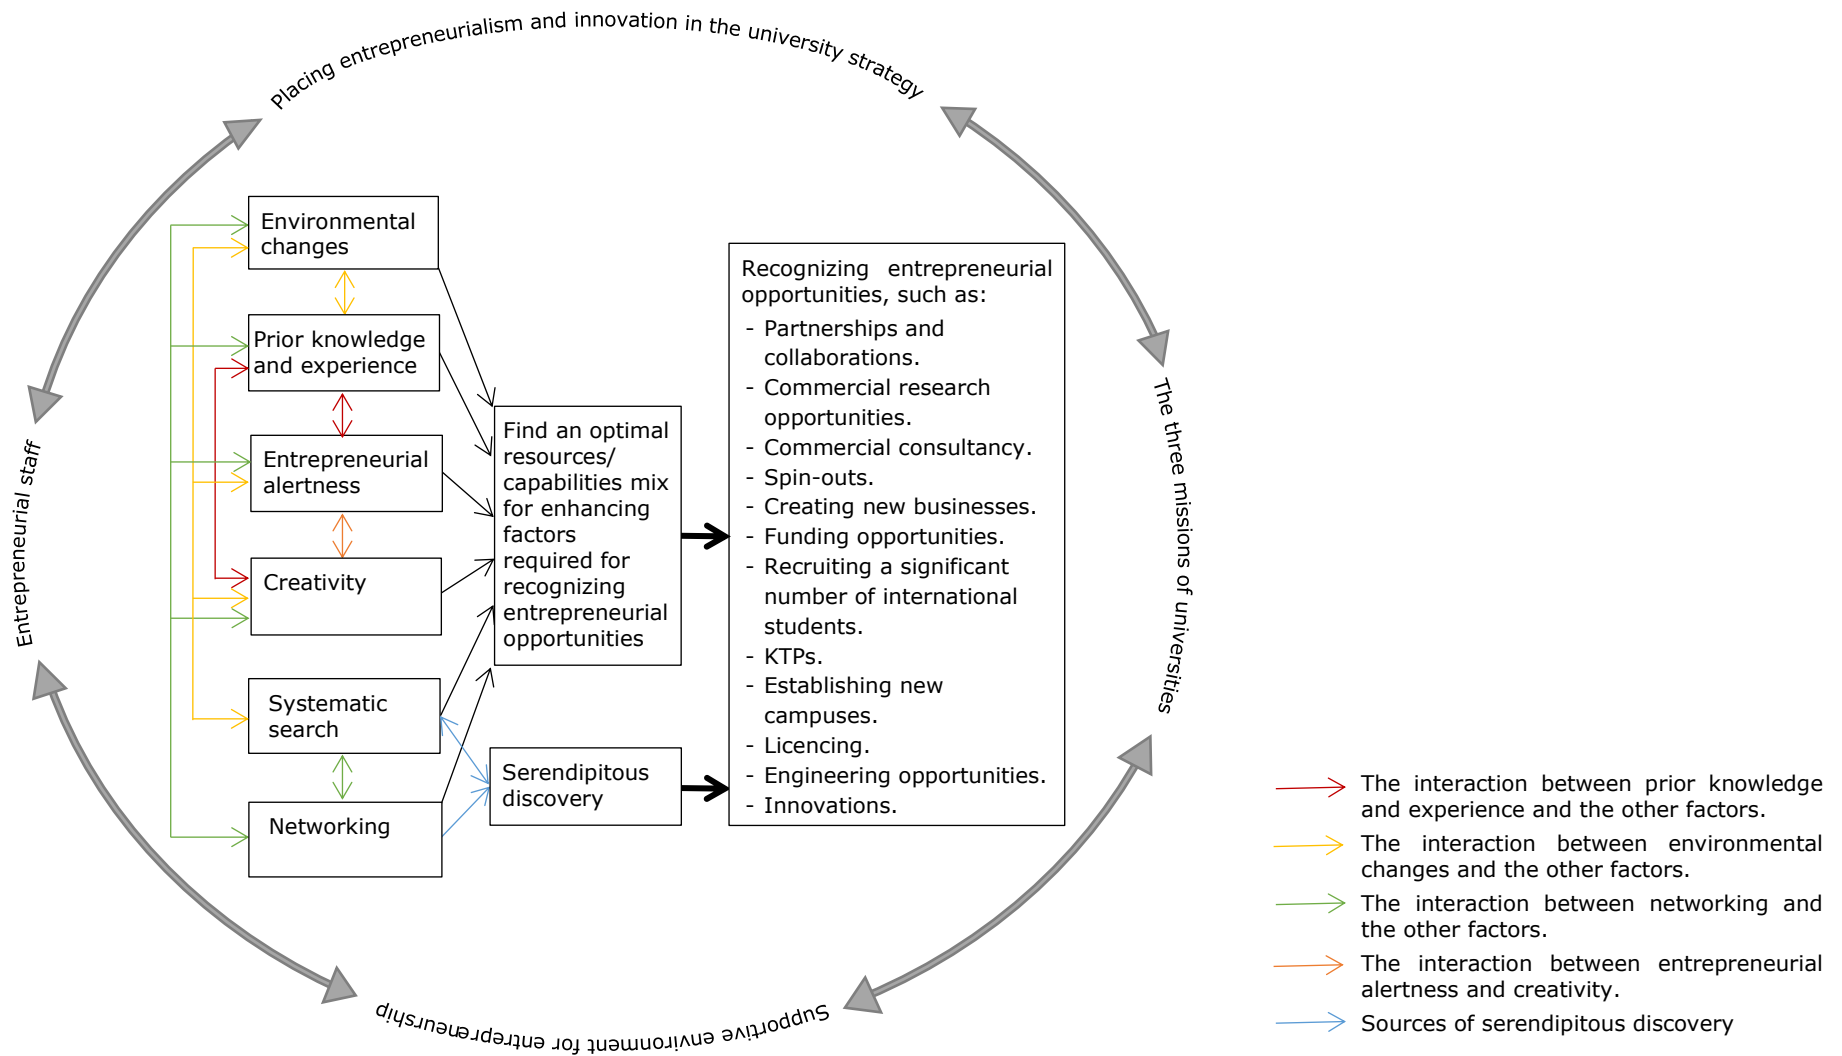 Placing entrepreneurialism and innovation in the university strategy
Environmental
changes
Prior knowledge
and experience
Entrepreneurial
alertness
Creativity
Systematic
search
Networking
Find an optimal
resources/
capabilities mix
for enhancing
factors
required for
recognizing
entrepreneurial
opportunities
Serendipitous
discovery
Recognizing entrepreneurial
opportunities, such as:
- Partnerships and
collaborations.
- Commercial research
opportunities.
- Commercial consultancy.
- Spin-outs.
- Creating new businesses.
- Funding opportunities.
- Recruiting a significant
number of international
students.
- KTPs.
- Establishing new
campuses.
- Licencing.
- Engineering opportunities.
- Innovations.
Entrepreneurial staff
The three missions of universities
Supportive environment for entrepreneurship
The interaction between prior knowledge
and experience and the other factors.
The interaction between environmental
changes and the other factors.
The interaction between networking and
the other factors.
The interaction between entrepreneurial
alertness and creativity.
Sources of serendipitous discovery